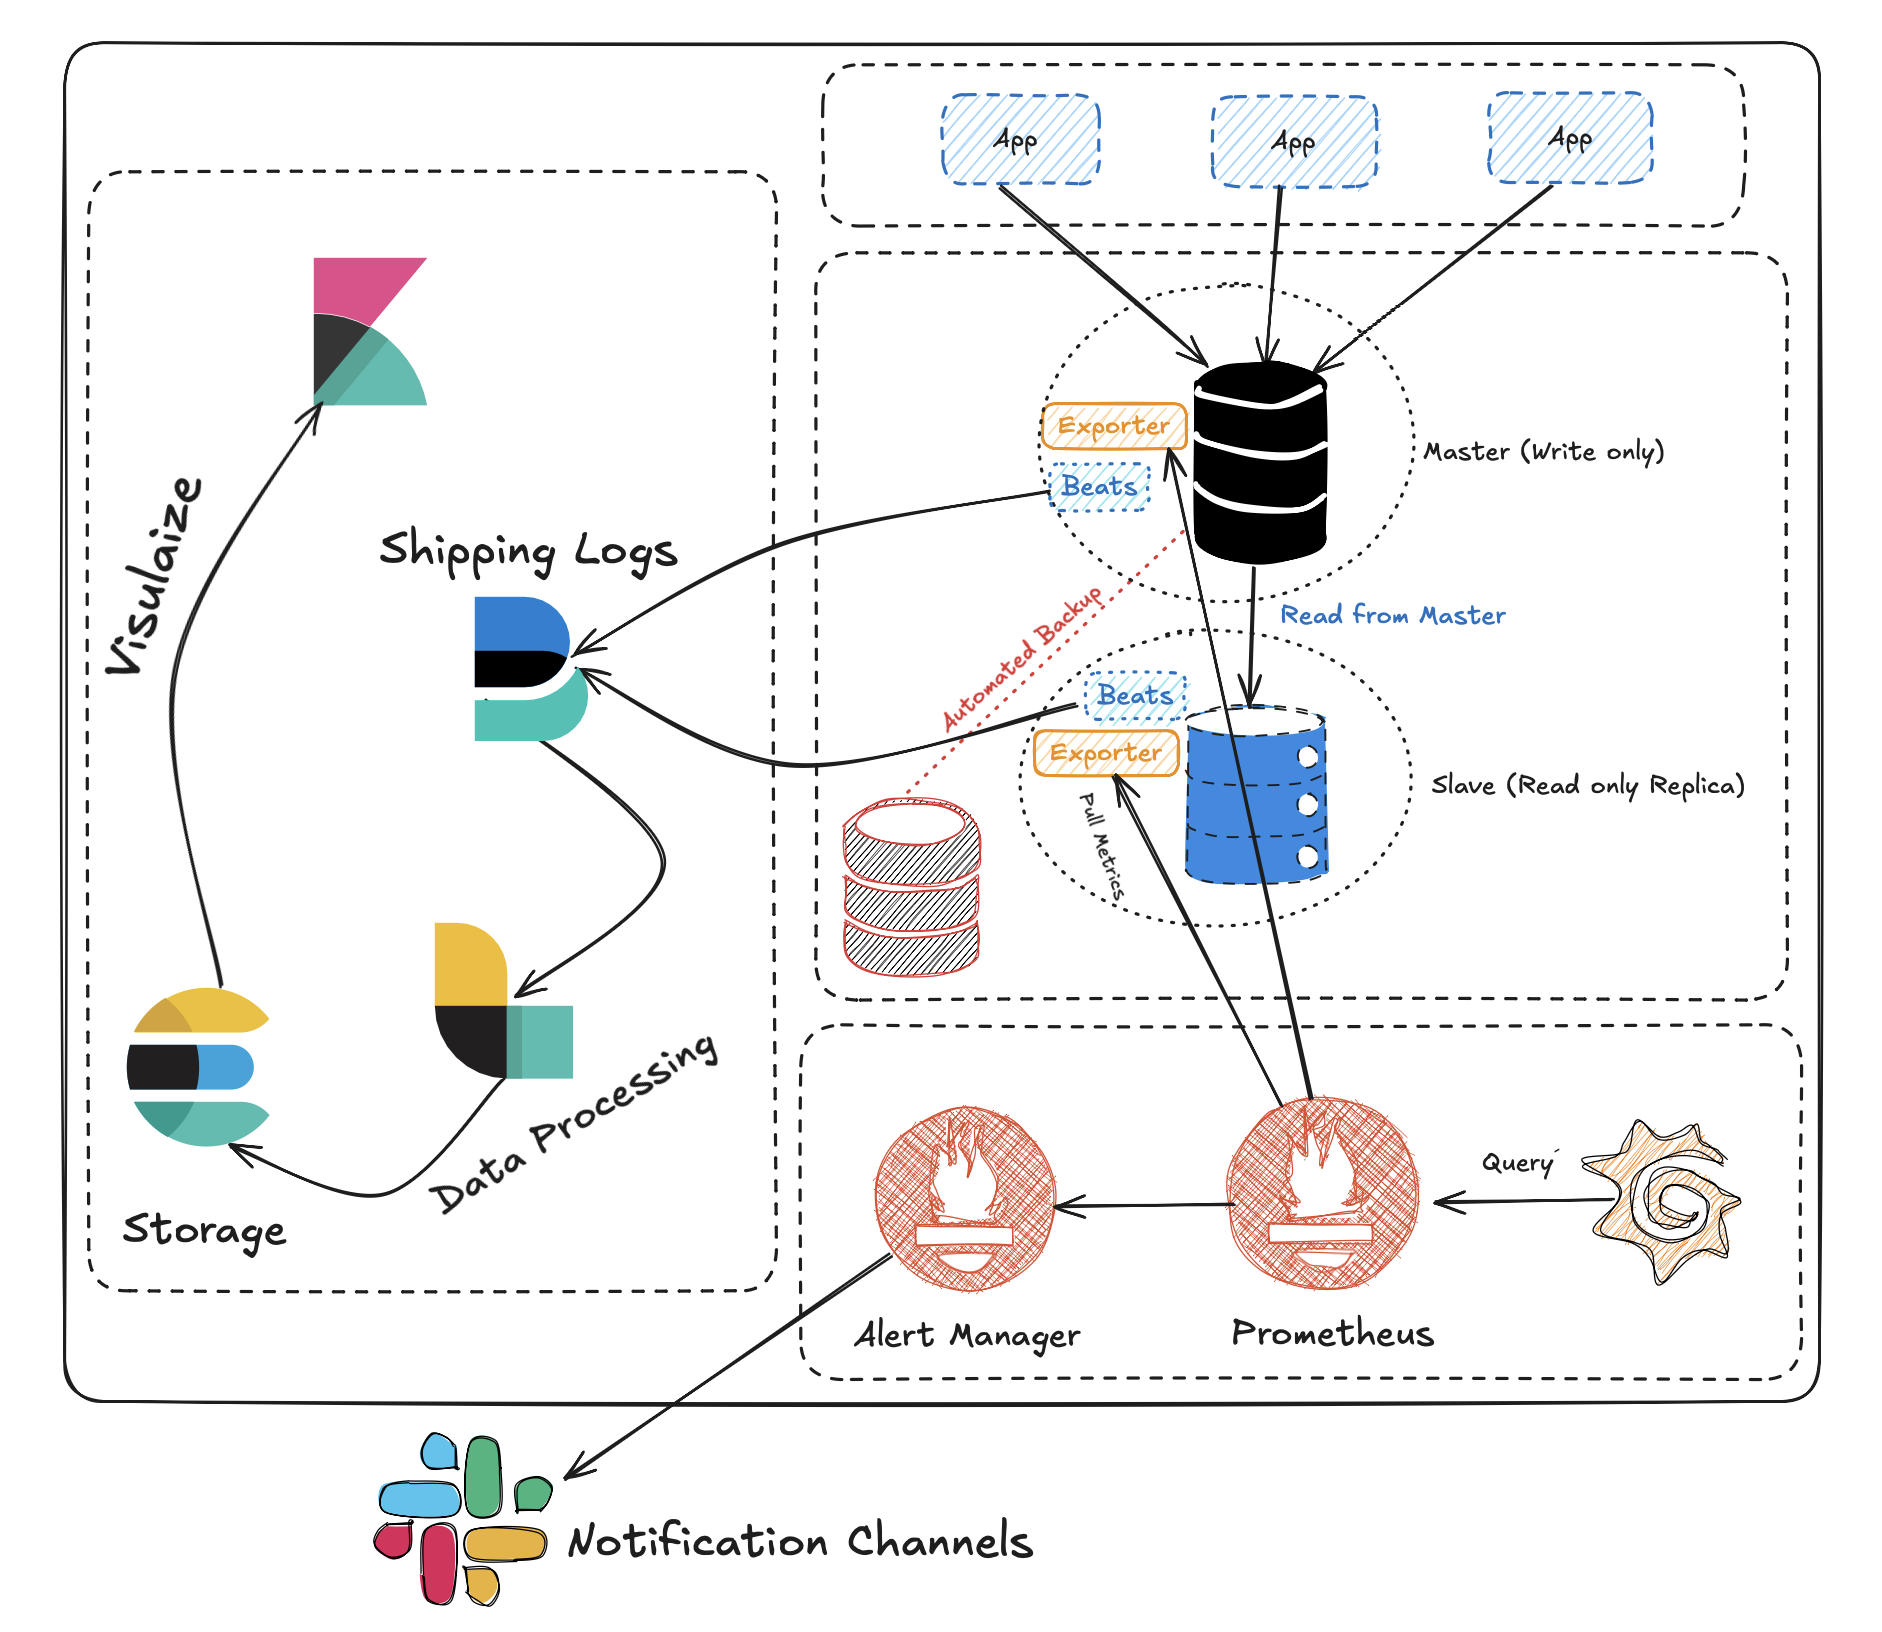 App
App
App
Exporter
Beats
Master (Write only)
Visulaize
Shipping Logs
Read from Master
Automated Backup
Beats
Exporter
Slave (Read only Replica)
Pull Metrics
Data Processing
Storage
Query
Alert Manager
Prometheus
Notification Channels